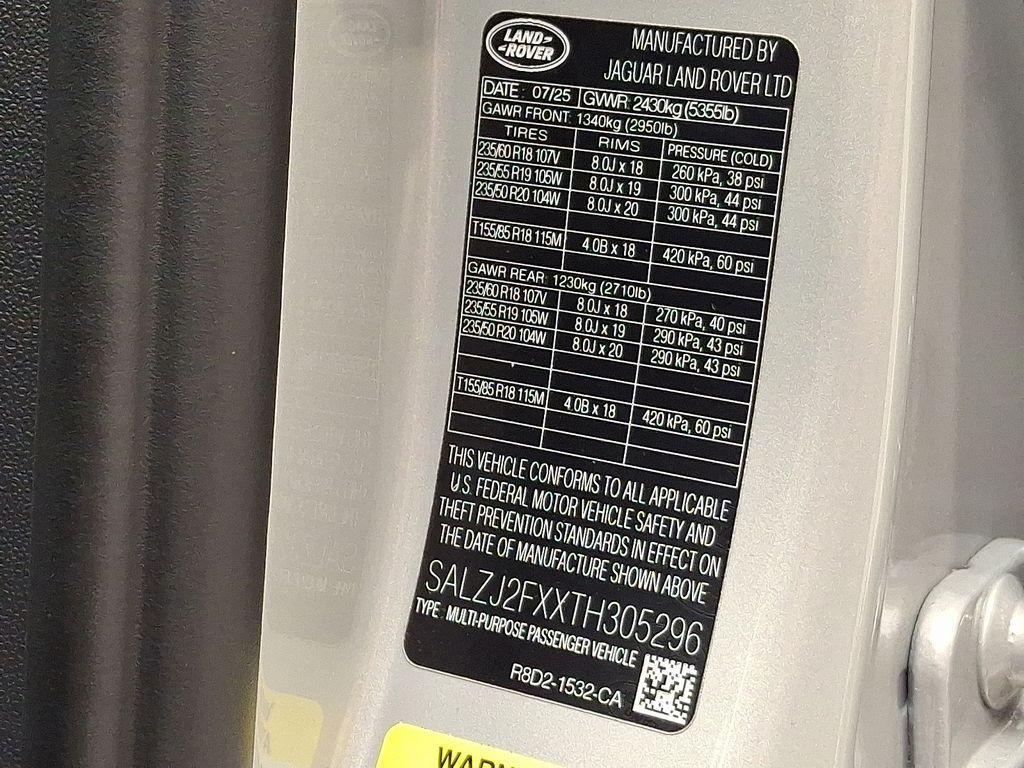 LAND-
-ROVER
MANUFACTURED BY
JAGUAR LAND ROVER LTD
DATE: 07/25 GVWR: 2430kg (5355lb)
GAWR FRONT: 1340kg (2950lb)
TIRES RIMS PRESSURE (COLD)
235/60 R18 107V 8.0J x 18 260 kPa, 38 psi
235/55 R19 105W 8.0J x 19 300 kPa, 44 psi
235/50 R20 104W 8.0J x 20 300 kPa, 44 psi
T155/85 R18 115M 4.0B x 18 420 kPa, 60 psi
GAWR REAR: 1230kg (2710lb)
235/60 R18 107V 8.0J x 18 270 kPa, 40 psi
235/55 R19 105W 8.0J x 19 290 kPa, 43 psi
235/50 R20 104W 8.0J x 20 290 kPa, 43 psi
T155/85 R18 115M 4.0B x 18 420 kPa, 60 psi
THIS VEHICLE CONFORMS TO ALL APPLICABLE
U.S. FEDERAL MOTOR VEHICLE SAFETY AND
THEFT PREVENTION STANDARDS IN EFFECT ON
THE DATE OF MANUFACTURE SHOWN ABOVE
SALZJ2FXXTH305296
TYPE: MULTI-PURPOSE PASSENGER VEHICLE
R8D2-1532-CA